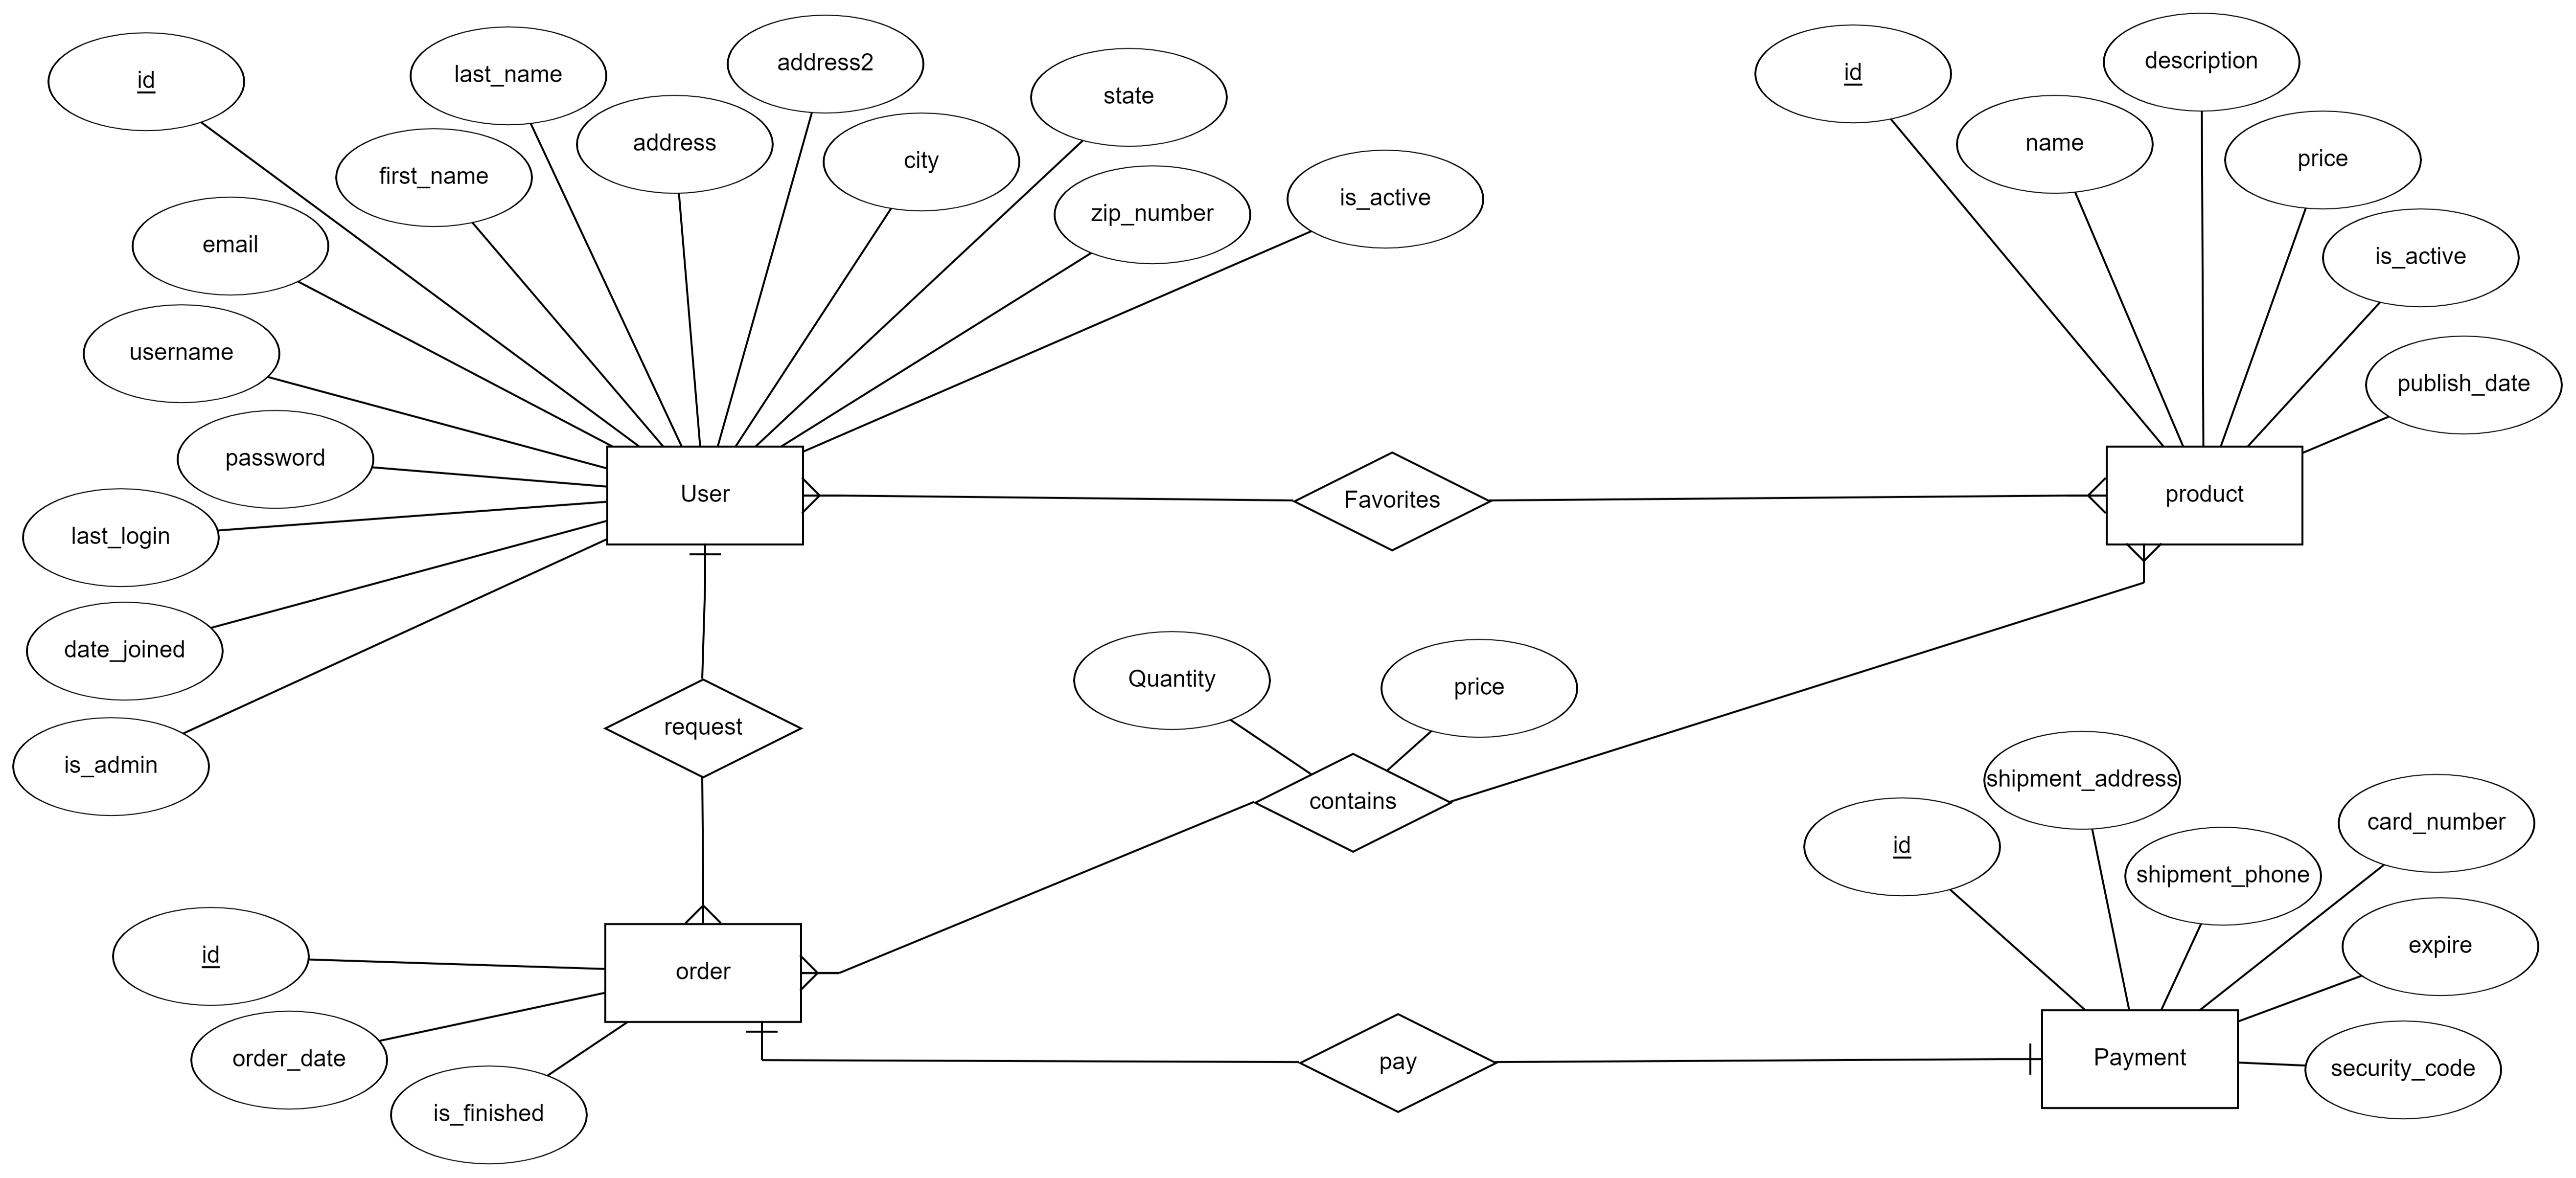 id
last_name
address2
state
address
city
first_name
zip_number
is_active
email
username
password
last_login
date_joined
is_admin
User
Favorites
id
description
name
price
is_active
publish_date
product
request
Quantity
price
contains
id
order
order_date
is_finished
pay
shipment_address
id
shipment_phone
card_number
expire
security_code
Payment